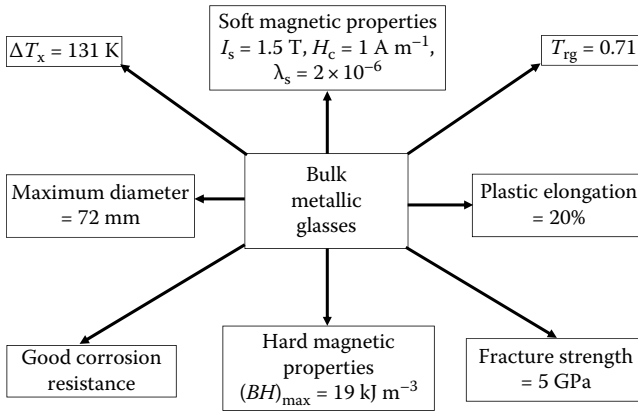 Soft magnetic properties
Iₛ = 1.5 T, H_c = 1 A m⁻¹,
λₛ = 2 × 10⁻⁶
ΔTₓ = 131 K
T_rg = 0.71
Bulk
metallic
glasses
Maximum diameter
= 72 mm
Plastic elongation
= 20%
Good corrosion
resistance
Hard magnetic
properties
(BH)ₘₐₓ = 19 kJ m⁻³
Fracture strength
= 5 GPa